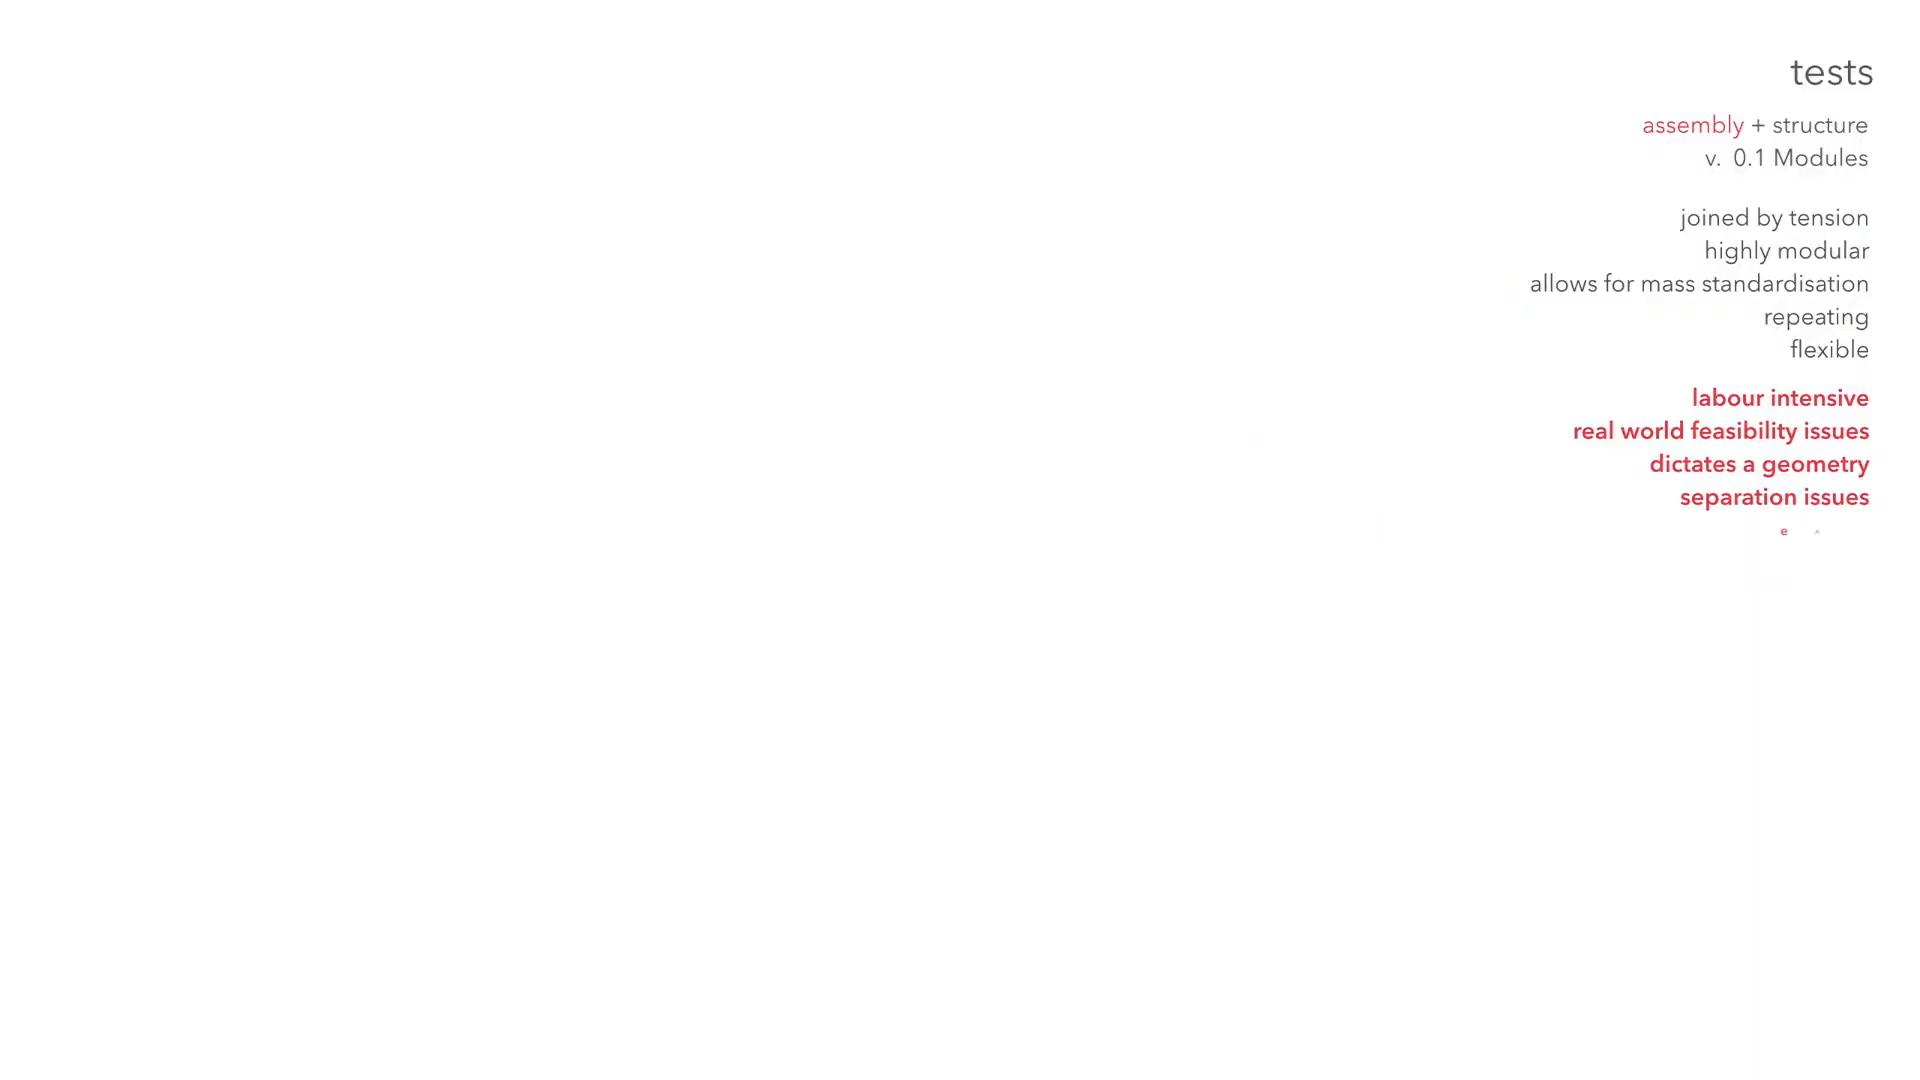 tests
assembly + structure
v. 0.1 Modules
joined by tension
highly modular
allows for mass standardisation
repeating
flexible
labour intensive
real world feasibility issues
dictates a geometry
separation issues
e